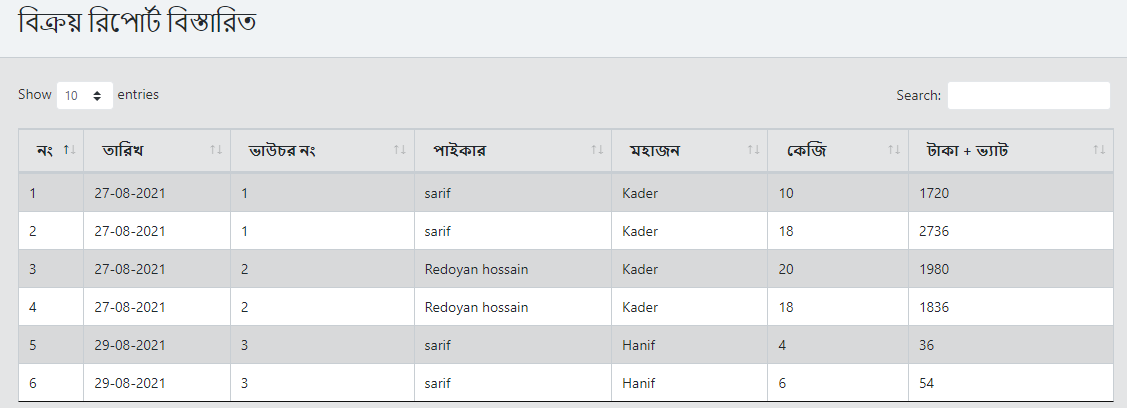 বিক্রয় রিপোর্ট বিস্তারিত
Show 10 entries Search:
নং তারিখ ভাউচর নং পাইকার মহাজন কেজি টাকা + ভ্যাট
1 27-08-2021 1 sarif Kader 10 1720
2 27-08-2021 1 sarif Kader 18 2736
3 27-08-2021 2 Redoyan hossain Kader 20 1980
4 27-08-2021 2 Redoyan hossain Kader 18 1836
5 29-08-2021 3 sarif Hanif 4 36
6 29-08-2021 3 sarif Hanif 6 54